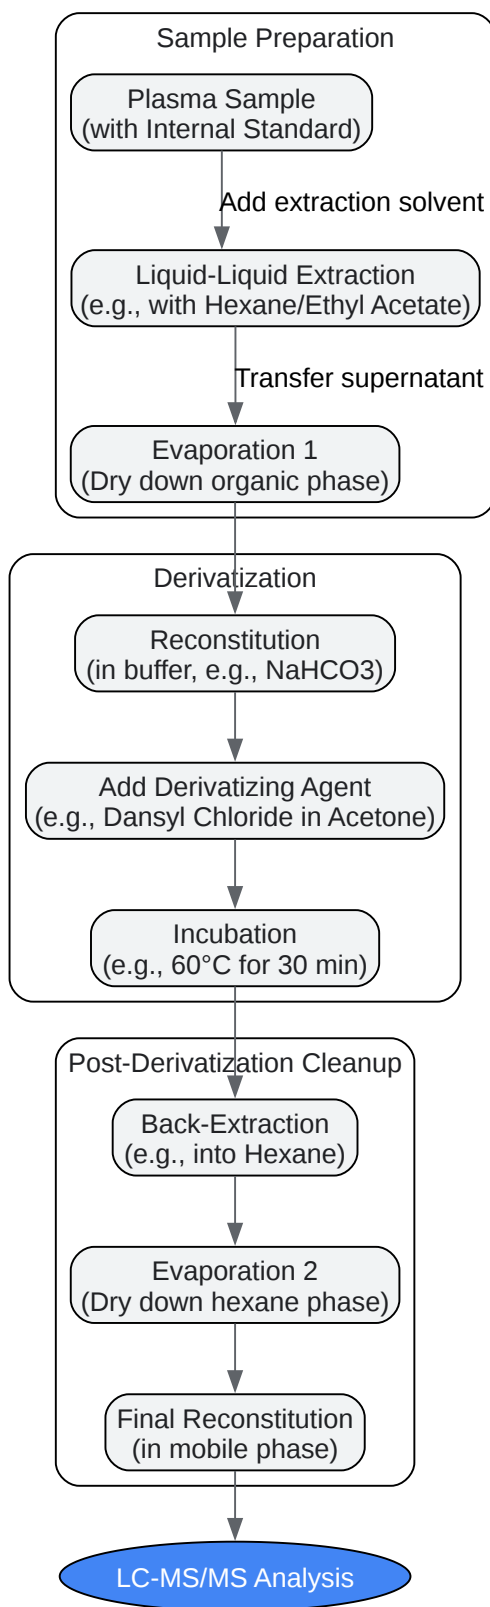 Sample Preparation
Plasma Sample
(with Internal Standard)
Add extraction solvent
Liquid-Liquid Extraction
(e.g., with Hexane/Ethyl Acetate)
Transfer supernatant
Evaporation 1
(Dry down organic phase)
Derivatization
Reconstitution
(in buffer, e.g., NaHCO3)
Add Derivatizing Agent
(e.g., Dansyl Chloride in Acetone)
Incubation
(e.g., 60°C for 30 min)
Post-Derivatization Cleanup
Back-Extraction
(e.g., into Hexane)
Evaporation 2
(Dry down hexane phase)
Final Reconstitution
(in mobile phase)
LC-MS/MS Analysis